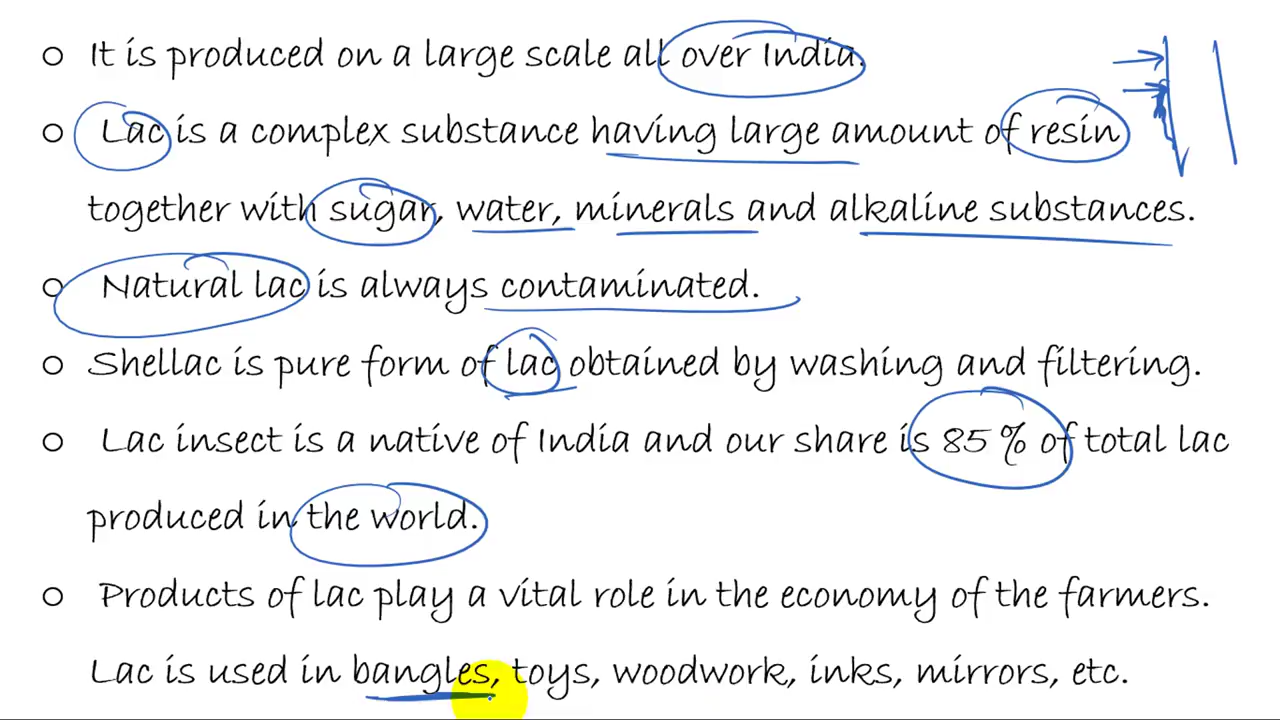 o It is produced on a large scale all over India.
o Lac is a complex substance having large amount of resin
together with sugar, water, minerals and alkaline substances.
o Natural lac is always contaminated.
o Shellac is pure form of lac obtained by washing and filtering.
o Lac insect is a native of India and our share is 85% of total lac
produced in the world.
o Products of lac play a vital role in the economy of the farmers.
Lac is used in bangles, toys, woodwork, inks, mirrors, etc.